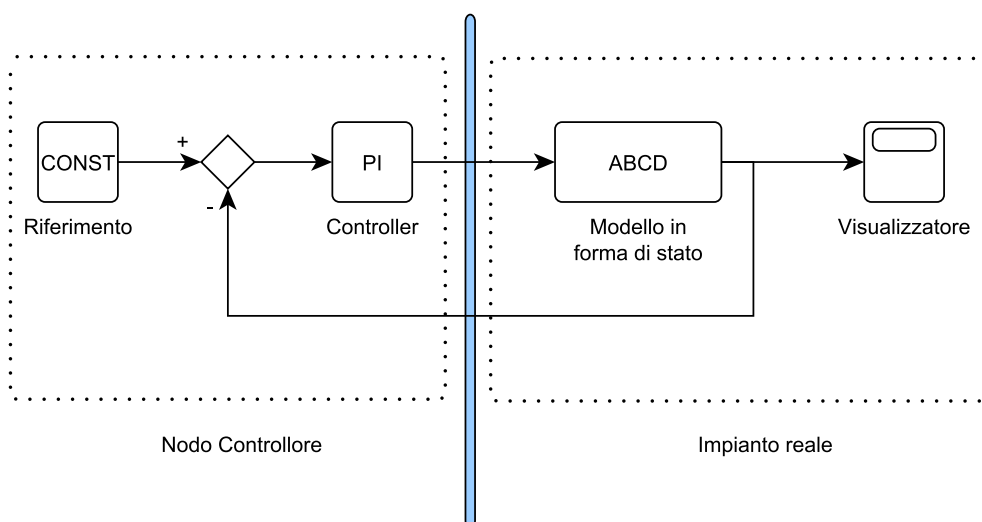 +
CONST
PI
ABCD
-
Riferimento
Controller
Modello in
forma di stato
Visualizzatore
Nodo Controllore
Impianto reale